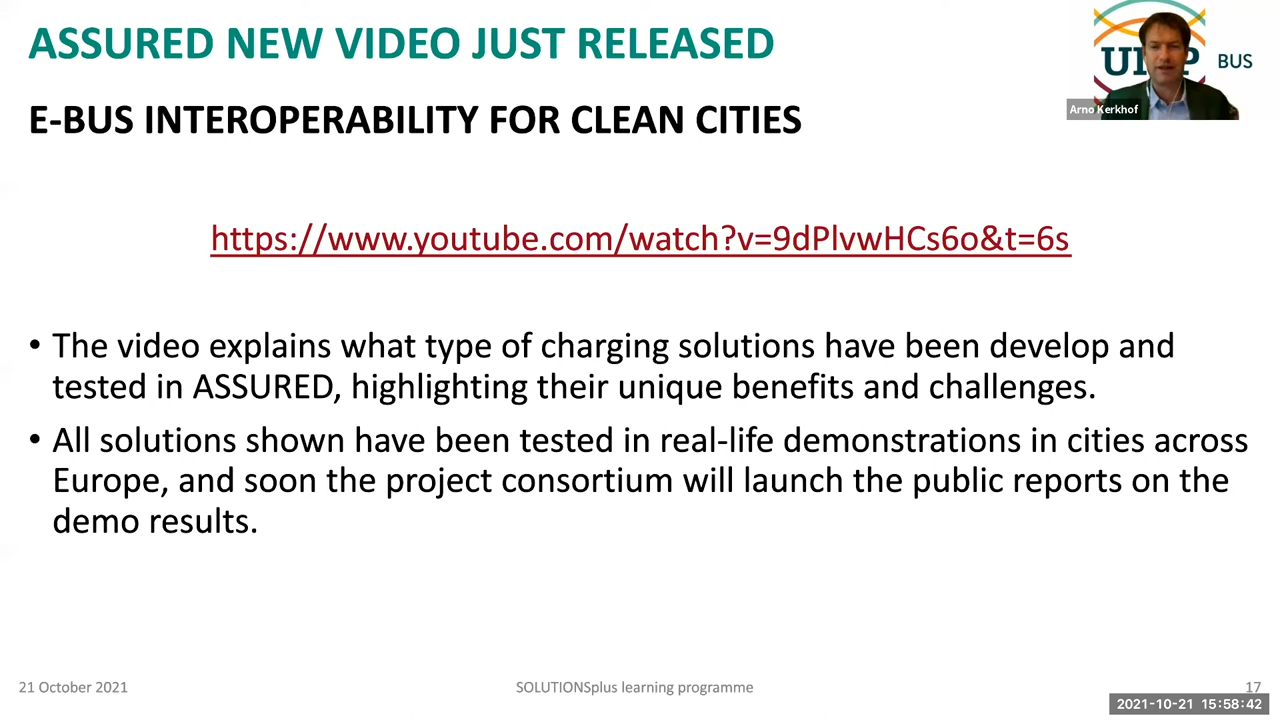 ASSURED NEW VIDEO JUST RELEASED
BUS
Arno Kerkhof
E-BUS INTEROPERABILITY FOR CLEAN CITIES
https://www.youtube.com/watch?v=9dPlvwHCs6o&t=6s
• The video explains what type of charging solutions have been develop and
tested in ASSURED, highlighting their unique benefits and challenges.
• All solutions shown have been tested in real-life demonstrations in cities across
Europe, and soon the project consortium will launch the public reports on the
demo results.
21 October 2021
SOLUTIONSplus learning programme
17
2021-10-21 15:58:42